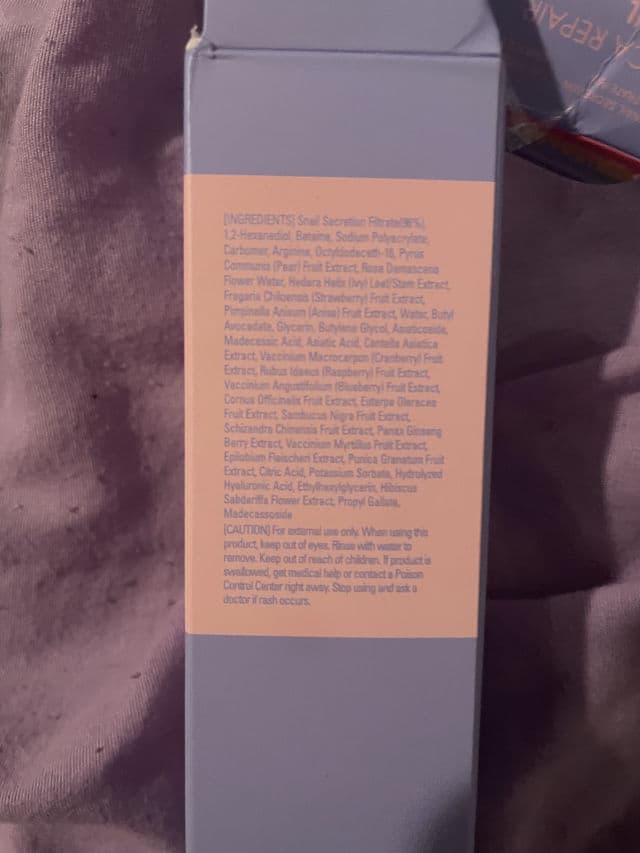 [INGREDIENTS] Snail Secretion Filtrate(96%),
1,2-Hexanediol, Betaine, Sodium Polyacrylate,
Carbomer, Arginine, Octyldodeceth-16, Pyrus
Communis (Pear) Fruit Extract, Rosa Damascena
Flower Water, Hedera Helix (Ivy) Leaf/Stem Extract,
Fragaria Chiloensis (Strawberry) Fruit Extract,
Pimpinella Anisum (Anise) Fruit Extract, Water, Butyl
Avocadate, Glycerin, Butylene Glycol, Asiaticoside,
Madecassic Acid, Asiatic Acid, Centella Asiatica
Extract, Vaccinium Macrocarpon (Cranberry) Fruit
Extract, Rubus Idaeus (Raspberry) Fruit Extract,
Vaccinium Angustifolium (Blueberry) Fruit Extract,
Cornus Officinalis Fruit Extract, Euterpe Oleracea
Fruit Extract, Sambucus Nigra Fruit Extract,
Schizandra Chinensis Fruit Extract, Panax Ginseng
Berry Extract, Vaccinium Myrtillus Fruit Extract,
Epilobium Fleischeri Extract, Punica Granatum Fruit
Extract, Citric Acid, Potassium Sorbate, Hydrolyzed
Hyaluronic Acid, Ethylhexylglycerin, Hibiscus
Sabdariffa Flower Extract, Propyl Gallate,
Madecassoside
[CAUTION] For external use only. When using this
product, keep out of eyes. Rinse with water to
remove. Keep out of reach of children. If product is
swallowed, get medical help or contact a Poison
Control Center right away. Stop using and ask a
doctor if rash occurs.
REPAIR